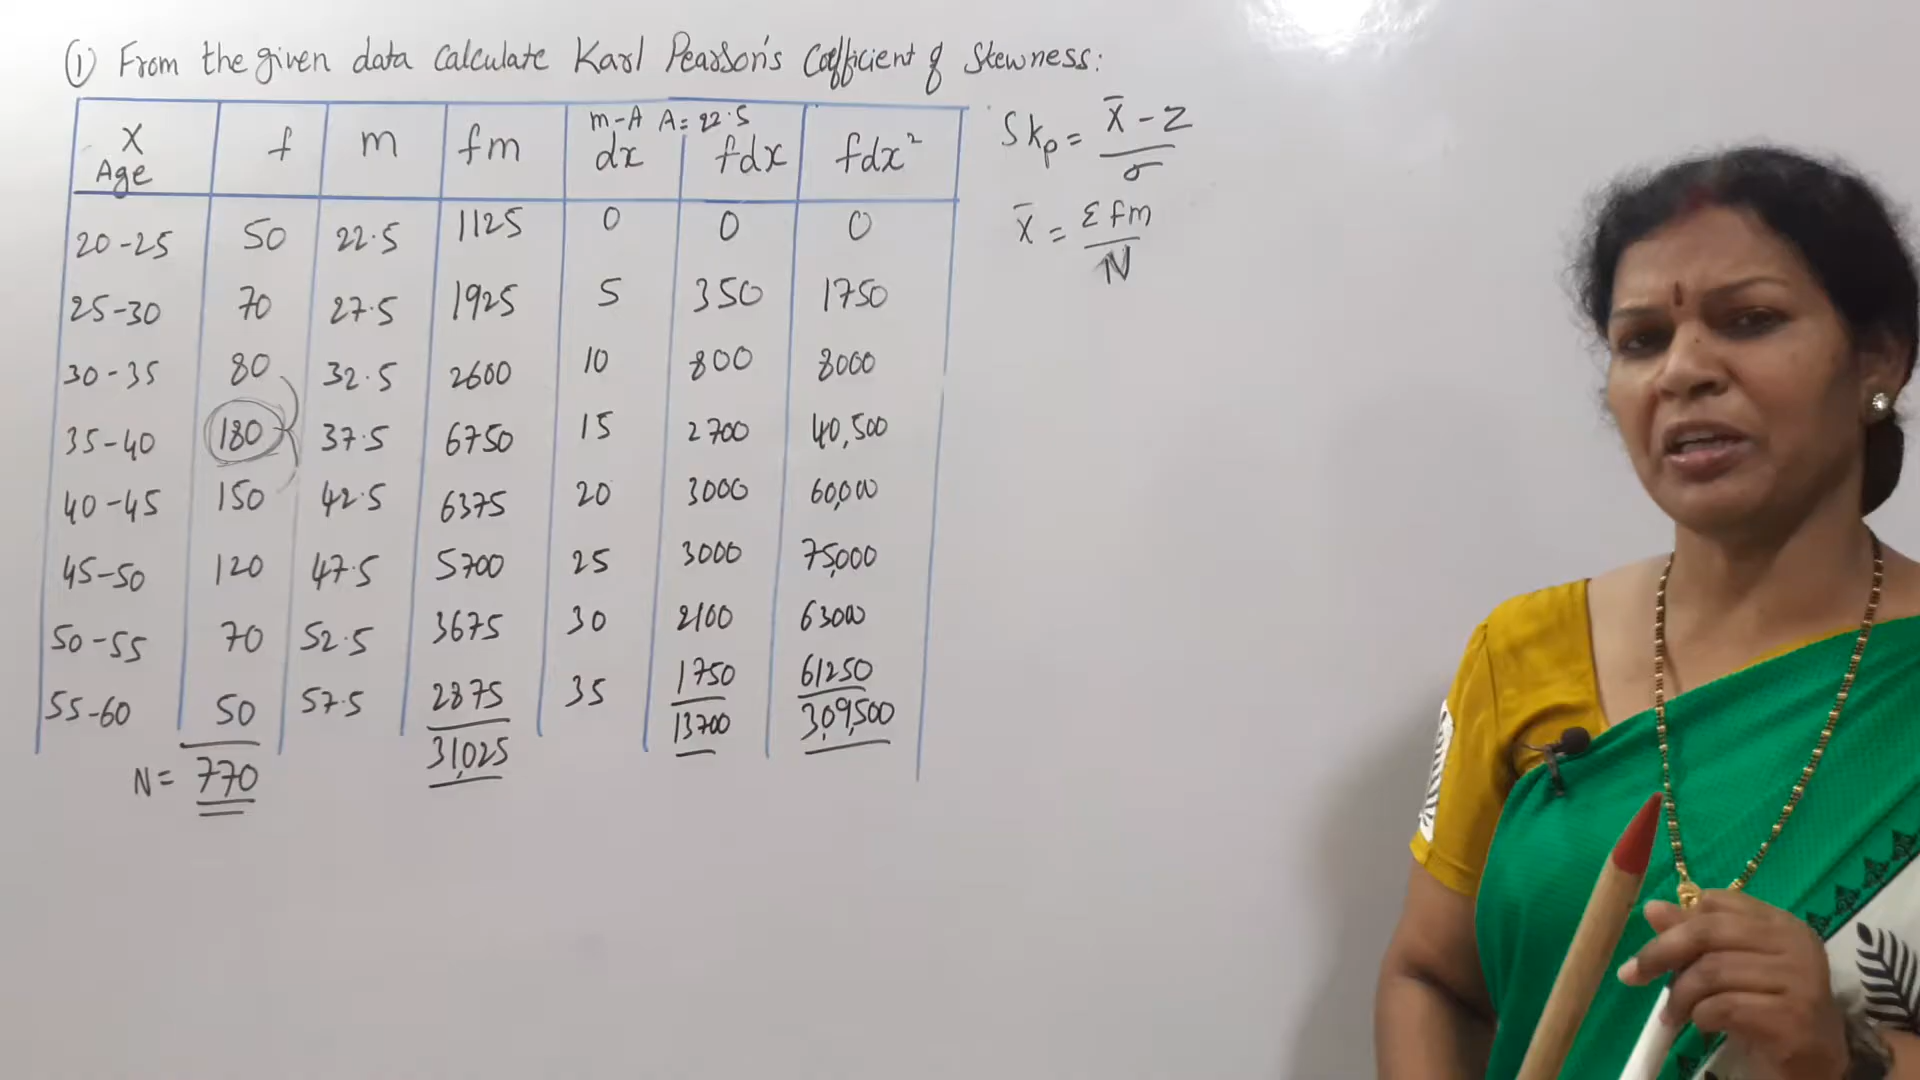 ① From the given data calculate Karl Pearson's Coefficient of Skewness:
X Age f m fm m-A A=22.5 dx fdx fdx²
20-25 50 22.5 1125 0 0 0
25-30 70 27.5 1925 5 350 1750
30-35 80 32.5 2600 10 800 8000
35-40 180 37.5 6750 15 2700 40,500
40-45 150 42.5 6375 20 3000 60,000
45-50 120 47.5 5700 25 3000 75,000
50-55 70 52.5 3675 30 2100 63000
55-60 50 57.5 2875 35 1750 61250
N= 770 31,025 13700 3,09,500
Skp = X̄ - Z / σ
X̄ = Σfm / N